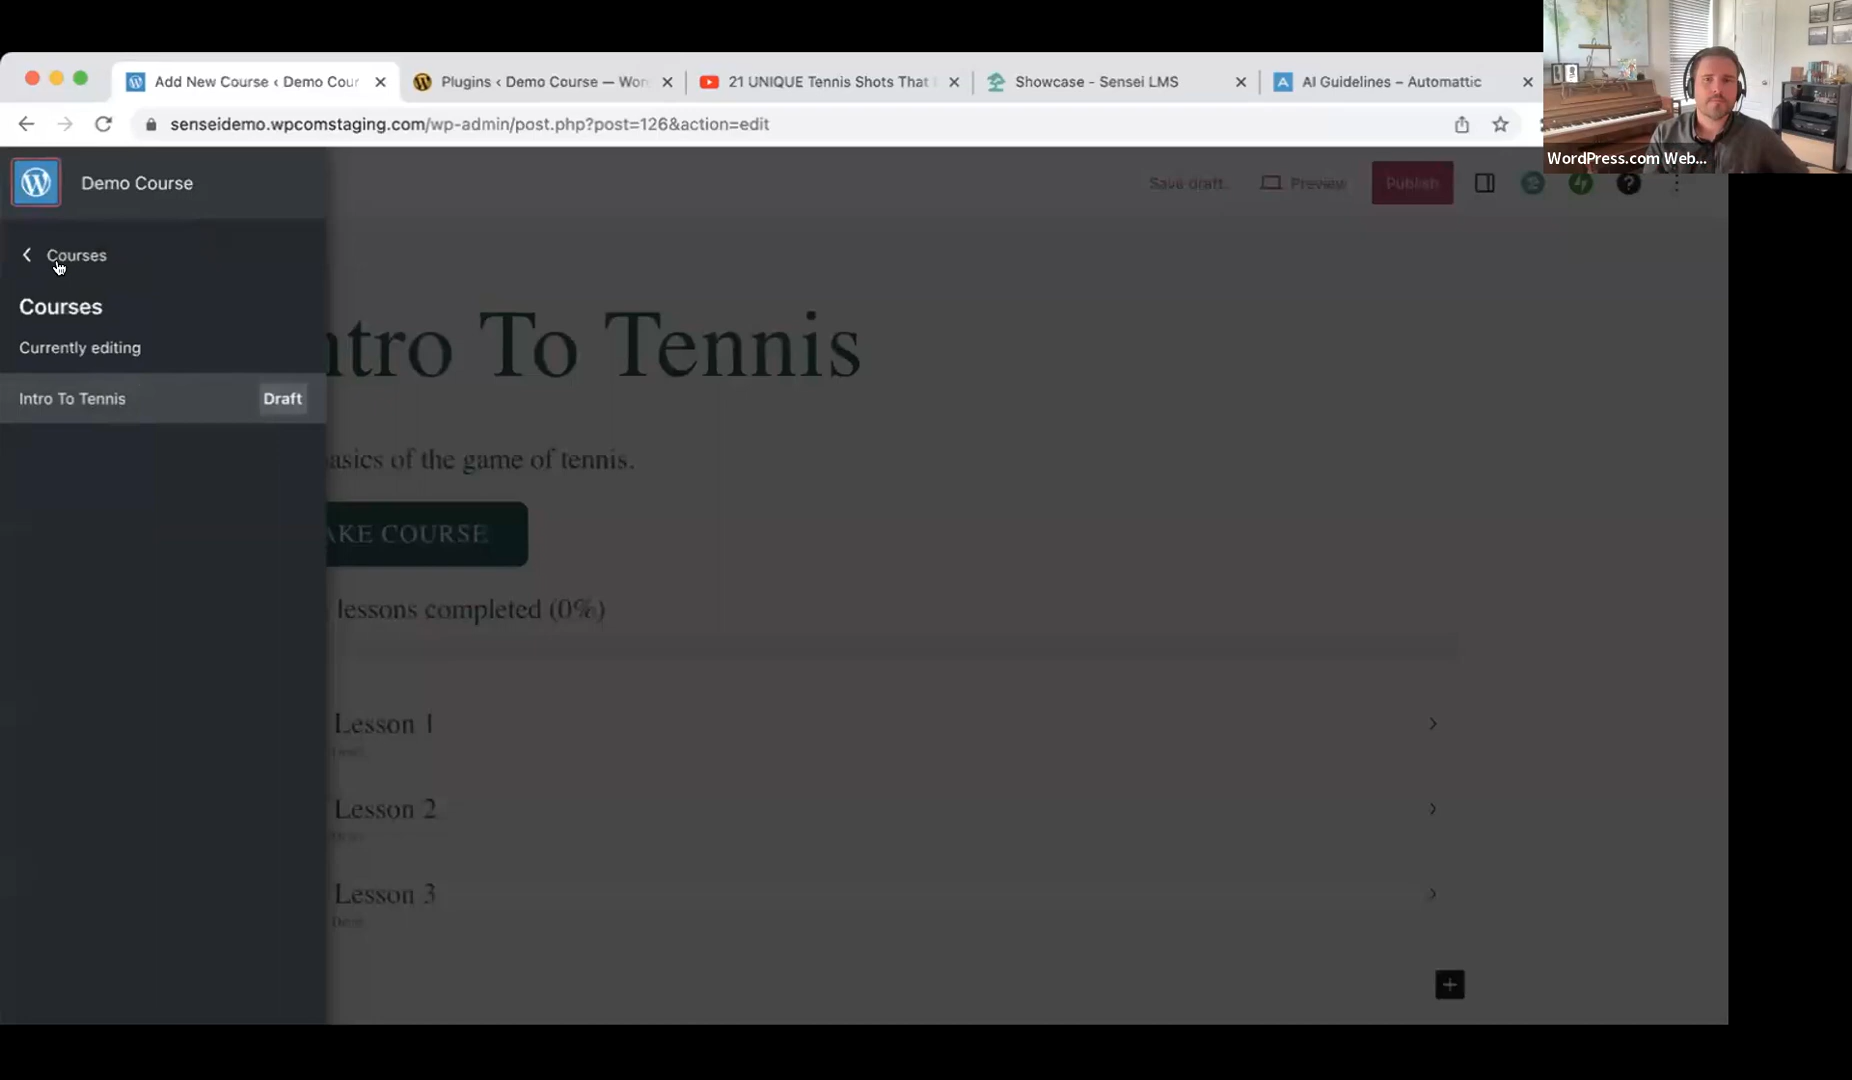 Add New Course ‹ Demo Cour
Plugins ‹ Demo Course — Wor
21 UNIQUE Tennis Shots That
Showcase - Sensei LMS
AI Guidelines – Automattic
senseidemo.wpcomstaging.com/wp-admin/post.php?post=126&action=edit
WordPress.com Web...
Demo Course
Save draft
Preview
Publish
Courses
Courses
Currently editing
Intro To Tennis
Draft
ntro To Tennis
asics of the game of tennis.
AKE COURSE
lessons completed (0%)
Lesson 1
Lesson 2
Lesson 3